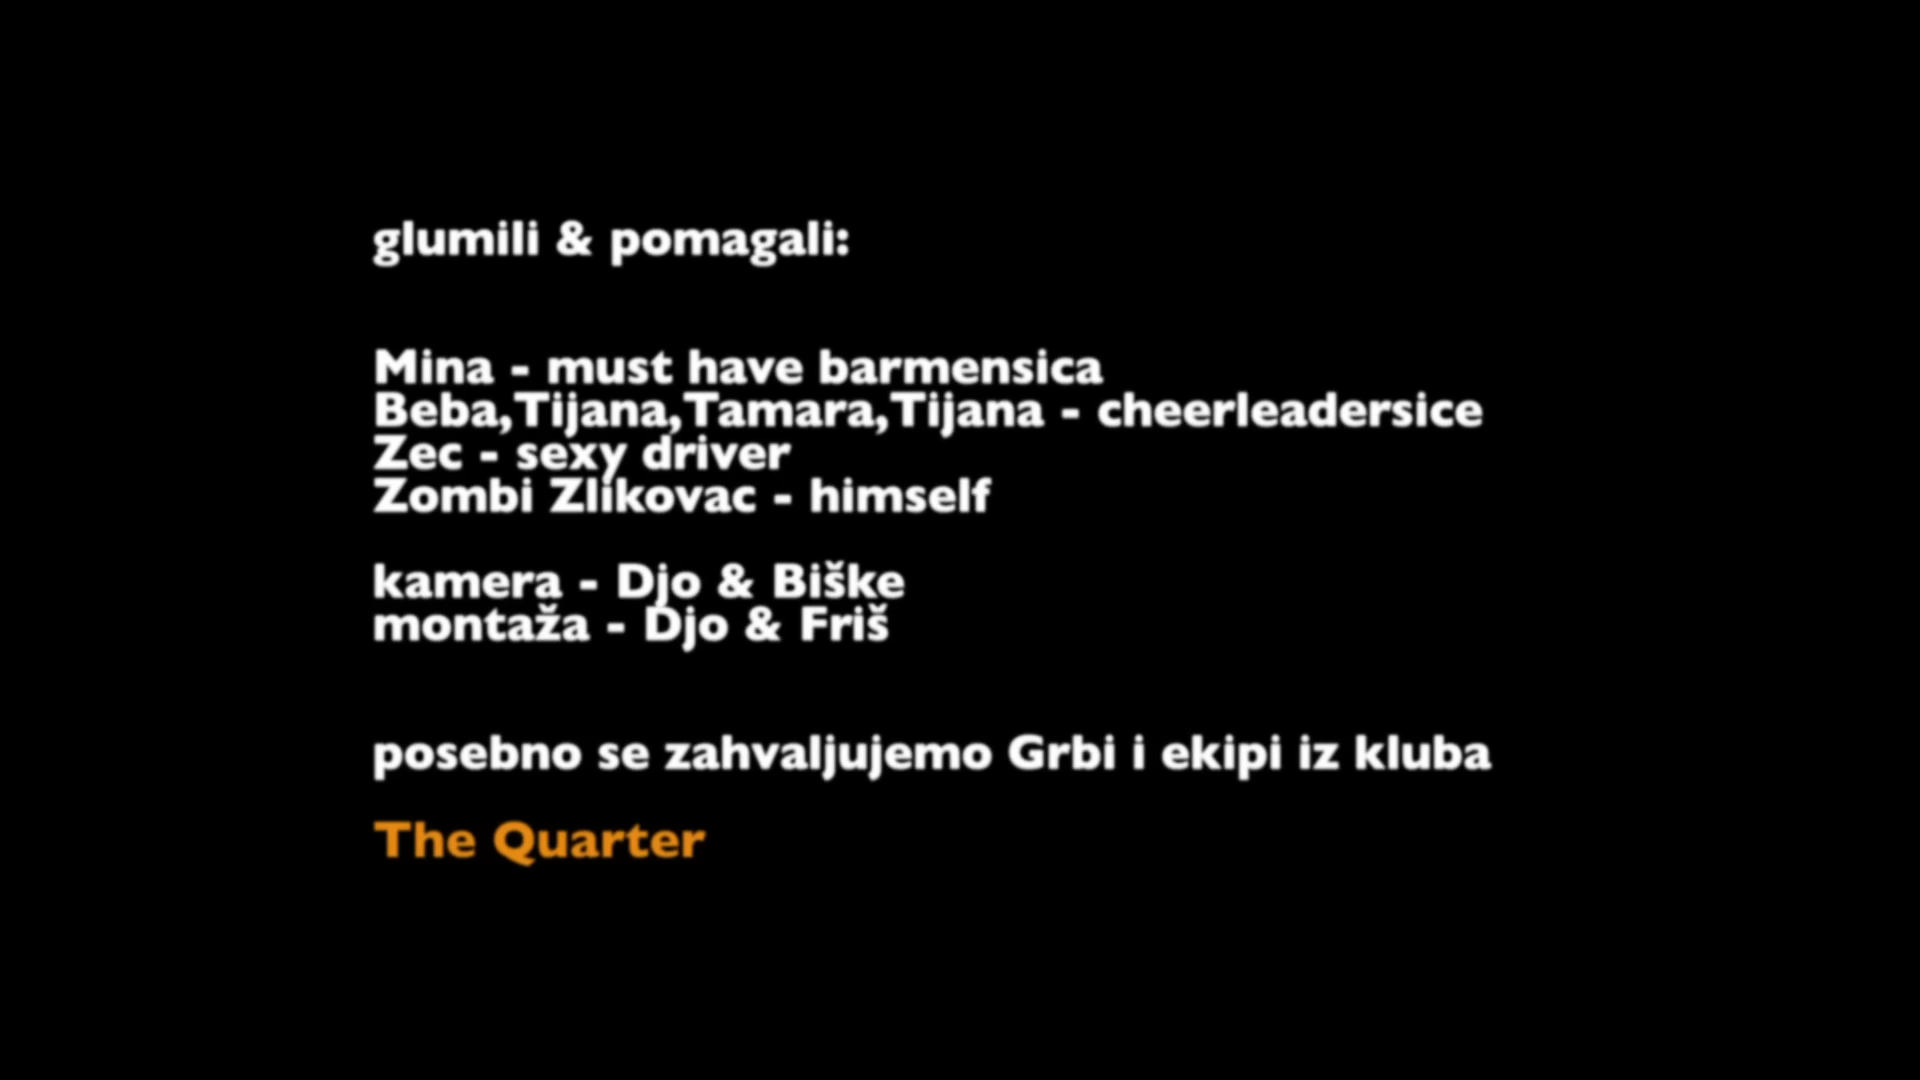 glumili & pomagali:
Mina - must have barmensica
Beba,Tijana,Tamara,Tijana - cheerleadersice
Zec - sexy driver
Zombi Zlikovac - himself
kamera - Djo & Biške
montaža - Djo & Friš
posebno se zahvaljujemo Grbi i ekipi iz kluba
The Quarter